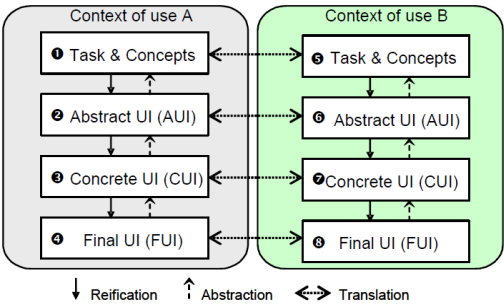 Context of use A
Context of use B
❶ Task & Concepts
❺ Task & Concepts
❷ Abstract UI (AUI)
❻ Abstract UI (AUI)
❸ Concrete UI (CUI)
❼ Concrete UI (CUI)
❹ Final UI (FUI)
❽ Final UI (FUI)
Reification
Abstraction
Translation